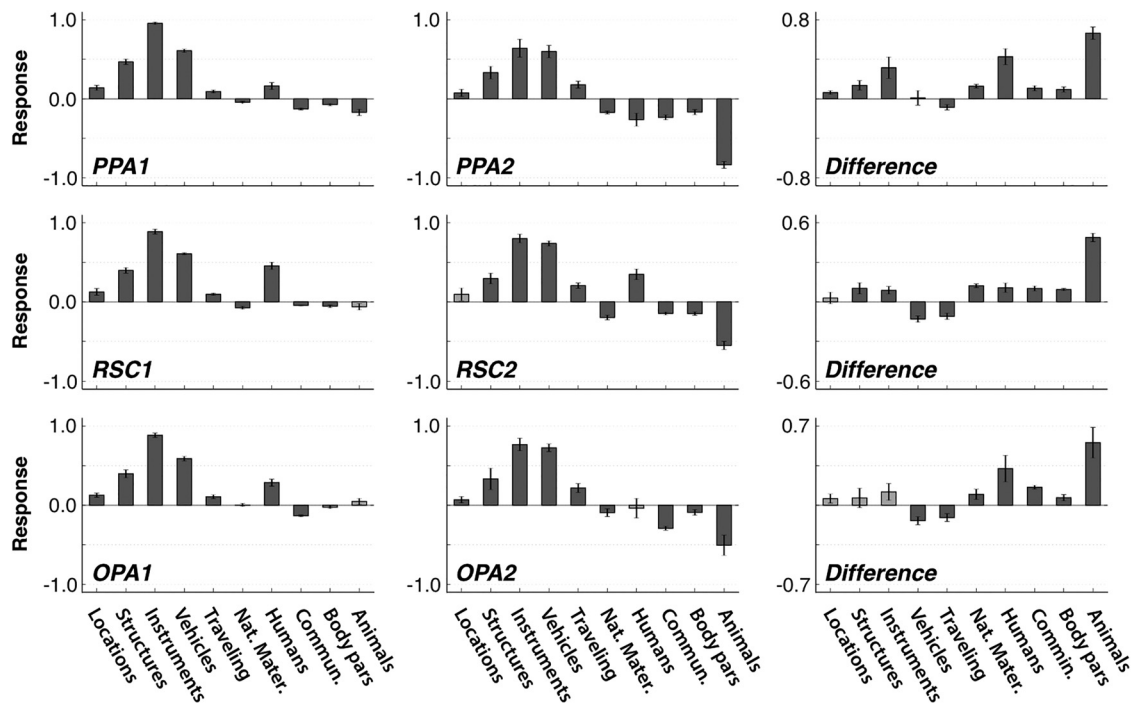 1.0
0.0
-1.0
Response
PPA1
1.0
-1.0
PPA2
0.8
-0.8
Difference
1.0
0.0
-1.0
Response
RSC1
1.0
-1.0
RSC2
0.6
-0.6
Difference
1.0
0.0
-1.0
Response
OPA1
1.0
-1.0
OPA2
0.7
-0.7
Difference
Locations
Structures
Instruments
Vehicles
Traveling
Nat. Mater.
Humans
Commun.
Body pars
Animals
Locations
Structures
Instruments
Vehicles
Traveling
Nat. Mater.
Humans
Commun.
Body pars
Animals
Locations
Structures
Instruments
Vehicles
Traveling
Nat. Mater.
Humans
Commin.
Body pars
Animals